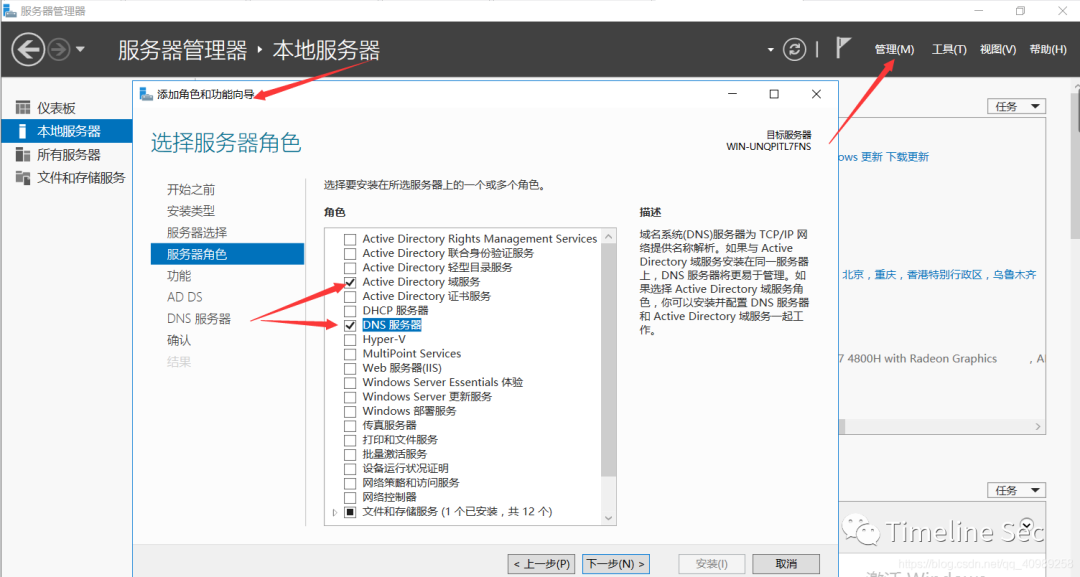 服务器管理器
服务器管理器 · 本地服务器
管理(M) 工具(T) 视图(V) 帮助(H)
仪表板
本地服务器
所有服务器
文件和存储服务
添加角色和功能向导
选择服务器角色
目标服务器
WIN-UNQPITL7FNS
开始之前
安装类型
服务器选择
服务器角色
功能
AD DS
DNS 服务器
确认
结果
选择要安装在所选服务器上的一个或多个角色。
角色
Active Directory Rights Management Services
Active Directory 联合身份验证服务
Active Directory 轻型目录服务
Active Directory 域服务
Active Directory 证书服务
DHCP 服务器
DNS 服务器
Hyper-V
MultiPoint Services
Web 服务器(IIS)
Windows Server Essentials 体验
Windows Server 更新服务
Windows 部署服务
传真服务器
打印和文件服务
批量激活服务
设备运行状况证明
网络策略和访问服务
网络控制器
文件和存储服务 (1 个已安装，共 12 个)
描述
域名系统(DNS)服务器为 TCP/IP 网
络提供名称解析。如果与 Active
Directory 域服务安装在同一服务器
上，DNS 服务器将更易于管理。如
果选择 Active Directory 域服务角
色，你可以安装并配置 DNS 服务器
和 Active Directory 域服务一起工
作。
< 上一步(P)
下一步(N) >
安装(I)
取消
任务
ows 更新 下载更新
北京，重庆，香港特别行政区，乌鲁木齐
7 4800H with Radeon Graphics
, A
任务
Timeline Sec